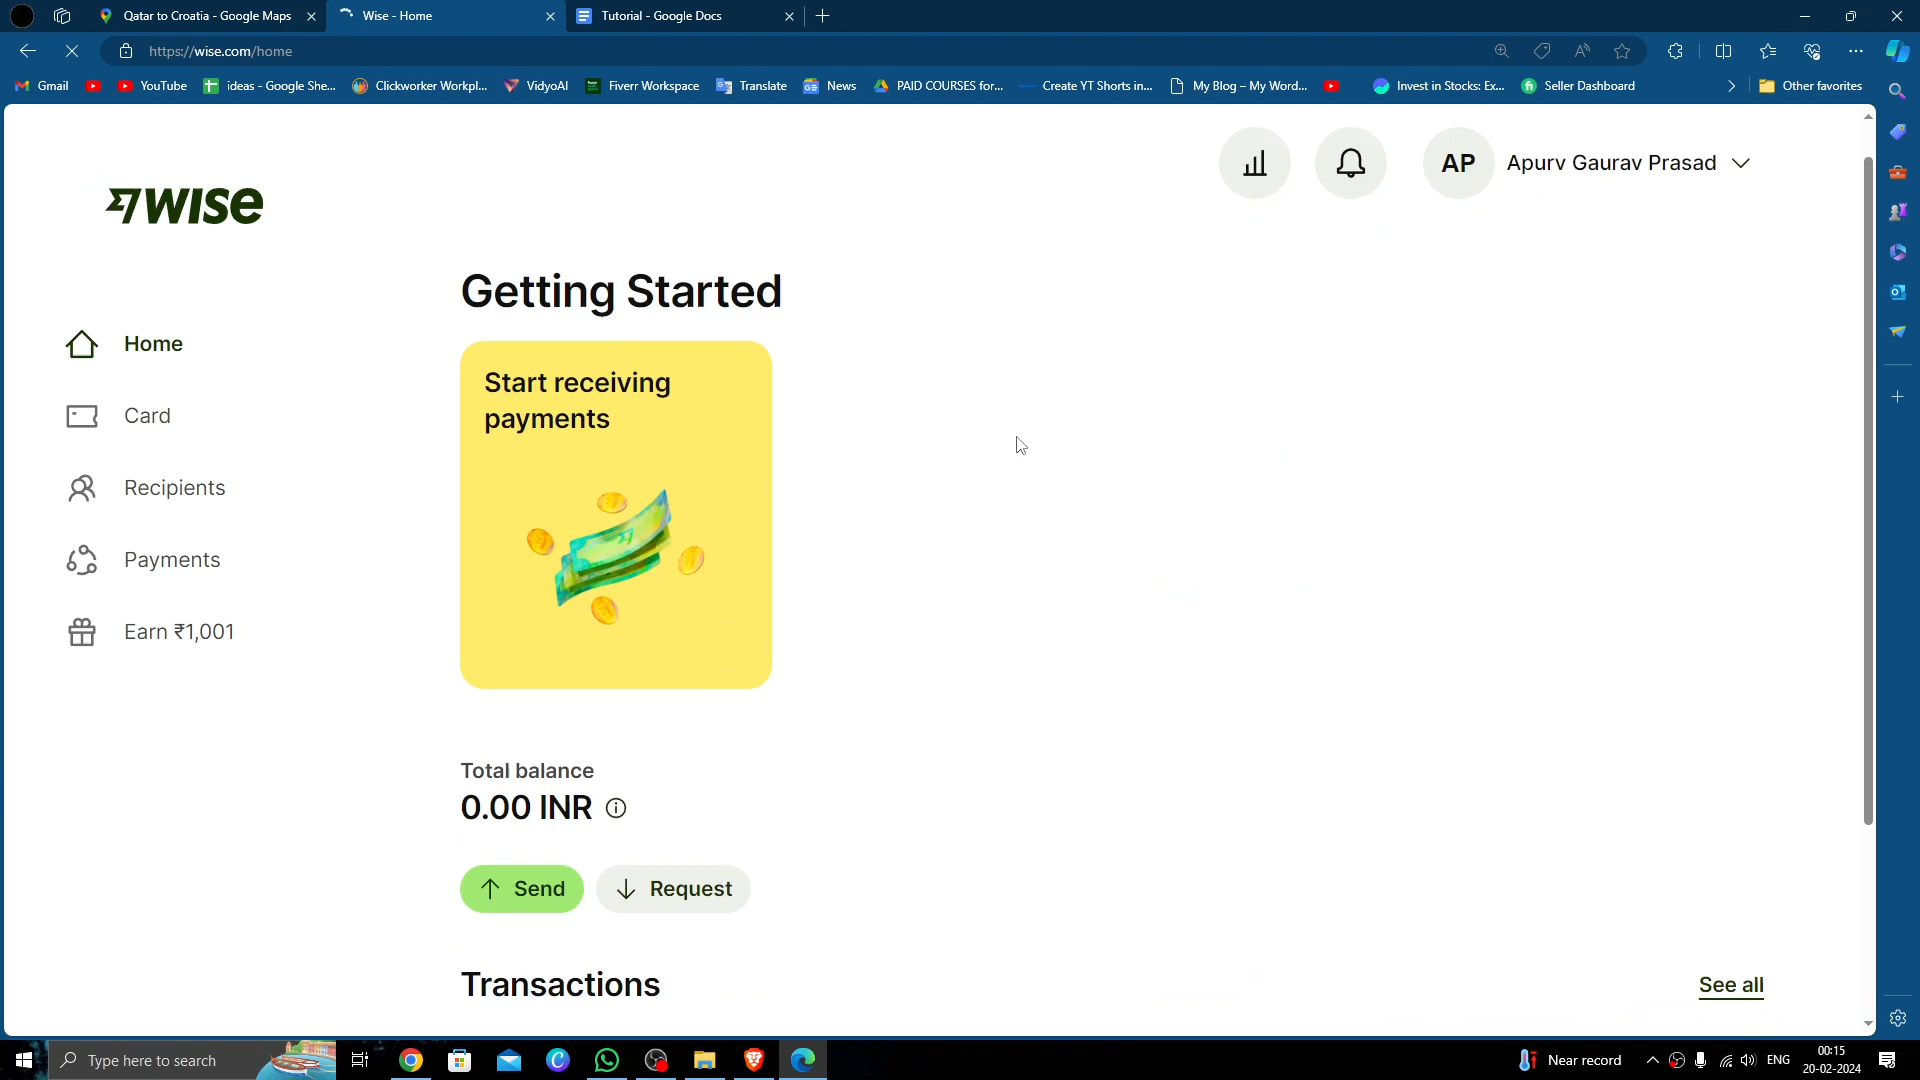 Qatar to Croatia - Google Maps
Wise - Home
Tutorial - Google Docs
https://wise.com/home
Gmail
YouTube
ideas - Google She...
Clickworker Workpl...
VidyoAI
Fiverr Workspace
Translate
News
PAID COURSES for...
Create YT Shorts in...
My Blog – My Word...
Invest in Stocks: Ex...
Seller Dashboard
Other favorites
AP
Apurv Gaurav Prasad
WISE
Getting Started
Home
Start receiving
payments
Card
Recipients
Payments
Earn ₹1,001
Total balance
0.00 INR
Send
Request
Transactions
See all
Type here to search
Near record
ENG
00:15
20-02-2024